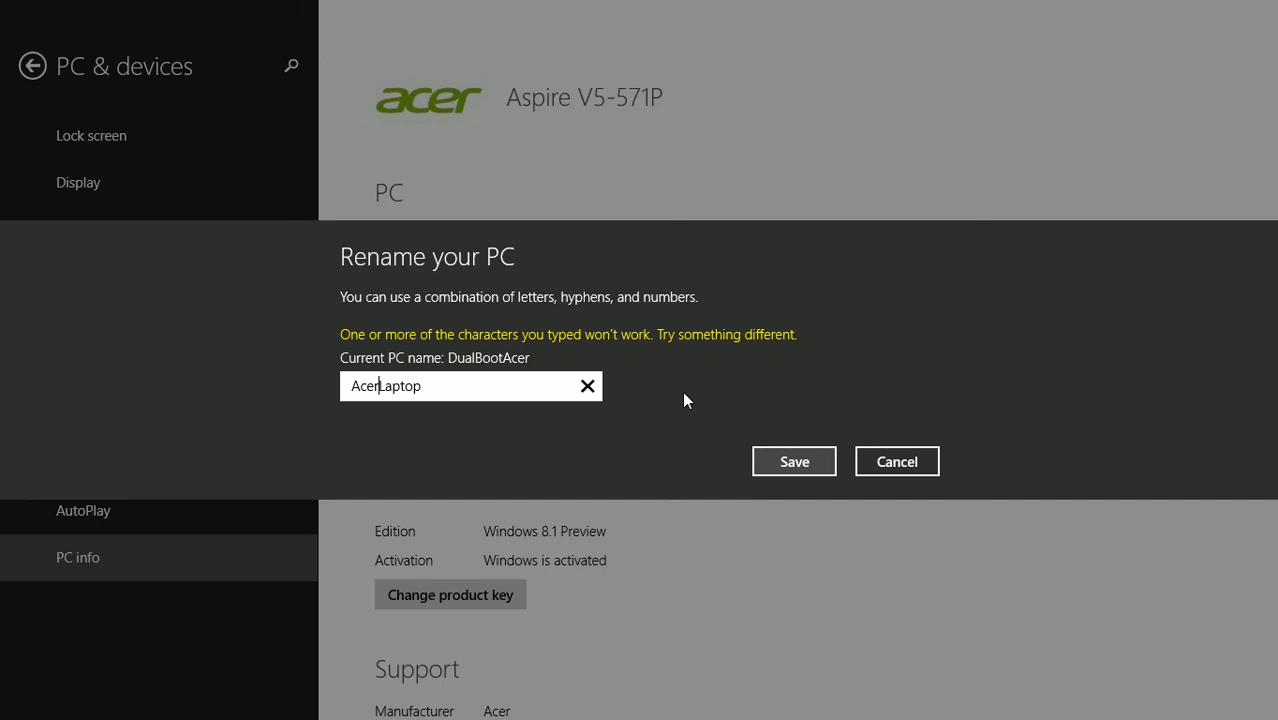 PC & devices
Lock screen
Display
acer Aspire V5-571P
PC
Rename your PC
You can use a combination of letters, hyphens, and numbers.
One or more of the characters you typed won't work. Try something different.
Current PC name: DualBootAcer
AcerLaptop
Save Cancel
AutoPlay
PC info
Edition Windows 8.1 Preview
Activation Windows is activated
Change product key
Support
Manufacturer Acer